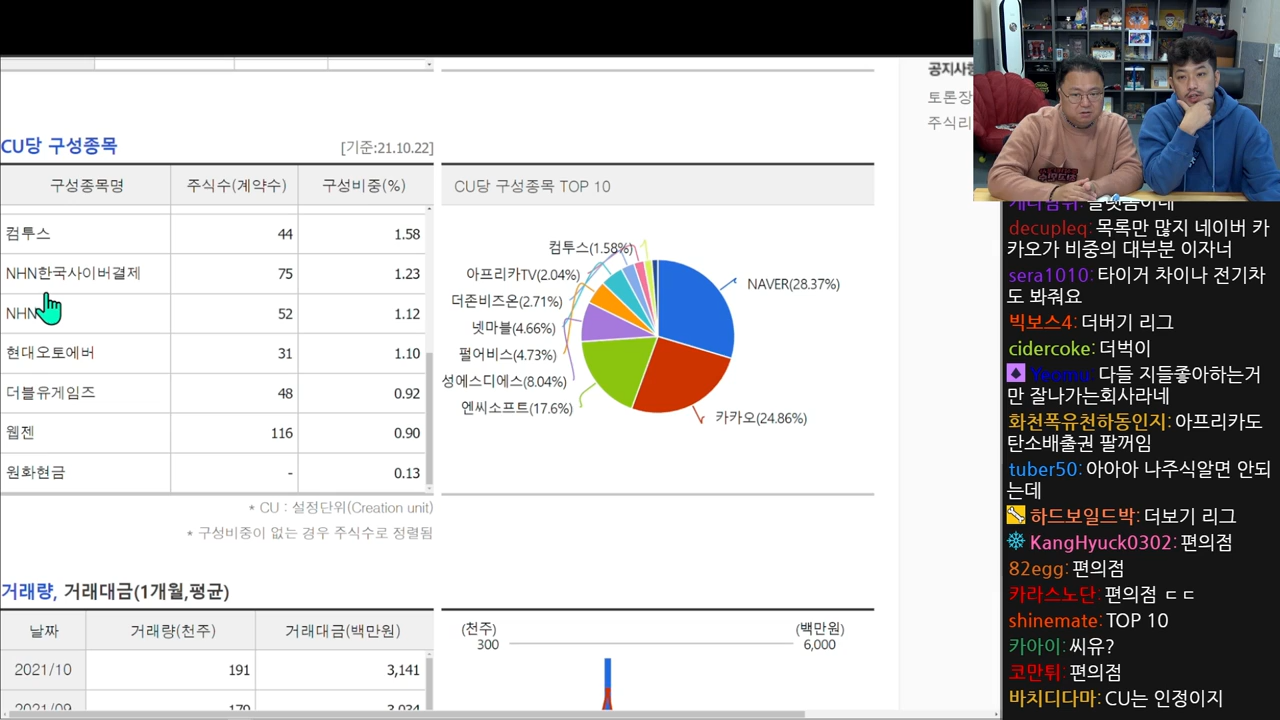 공지사항
토론장
주식리
CU당 구성종목
[기준:21.10.22]
구성종목명 주식수(계약수) 구성비중(%)
컴투스 44 1.58
NHN한국사이버결제 75 1.23
NHN 52 1.12
현대오토에버 31 1.10
더블유게임즈 48 0.92
웹젠 116 0.90
원화현금 - 0.13
* CU : 설정단위(Creation unit)
* 구성비중이 없는 경우 주식수로 정렬됨
CU당 구성종목 TOP 10
컴투스(1.58%)
아프리카TV(2.04%)
더존비즈온(2.71%)
넷마블(4.66%)
펄어비스(4.73%)
성에스디에스(8.04%)
엔씨소프트(17.6%)
NAVER(28.37%)
카카오(24.86%)
거래량, 거래대금(1개월,평균)
날짜 거래량(천주) 거래대금(백만원)
2021/10 191 3,141
2021/09 179 3,034
(천주) (백만원)
300 6,000
decupleq: 목록만 많지 네이버 카
카오가 비중의 대부분 이자너
sera1010: 타이거 차이나 전기차
도 봐줘요
빅보스4: 더버기 리그
cidercoke: 더벅이
Yeomu: 다들 지들좋아하는거
만 잘나가는회사라네
화천폭유천하동인지: 아프리카도
탄소배출권 팔꺼임
tuber50: 아아아 나주식알면 안되
는데
하드보일드박: 더보기 리그
KangHyuck0302: 편의점
82egg: 편의점
카라스노단: 편의점 ㄷㄷ
shinemate: TOP 10
카아이: 씨유?
코만튀: 편의점
바치디다마: CU는 인정이지